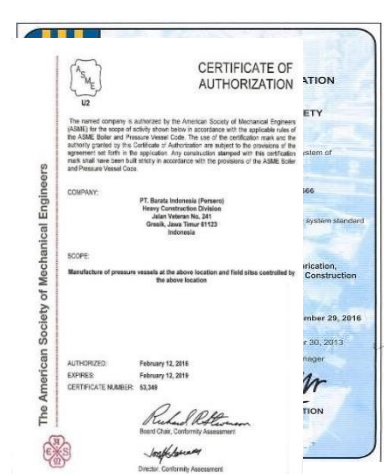 CERTIFICATE OF
AUTHORIZATION
ASME
U2
The named company is authorized by the American Society of Mechanical Engineers
(ASME) for the scope of activity shown below in accordance with the applicable rules of
the ASME Boiler and Pressure Vessel Code. The use of the certification mark and the
authority granted by this Certificate of Authorization are subject to the provisions of the
agreement set forth in the application. Any construction stamped with this certification
mark shall have been built strictly in accordance with the provisions of the ASME Boiler
and Pressure Vessel Code.
COMPANY:
PT. Barata Indonesia (Persero)
Heavy Construction Division
Jalan Veteran No. 241
Gresik, Jawa Timur 61123
Indonesia
SCOPE:
Manufacture of pressure vessels at the above location and field sites controlled by
the above location
AUTHORIZED: February 12, 2016
EXPIRES: February 12, 2019
CERTIFICATE NUMBER: 53,349
Board Chair, Conformity Assessment
Director, Conformity Assessment
The American Society of Mechanical Engineers
ATION
ETY
ystem of
system standard
rication,
Construction
mber 29, 2016
r 30, 2013
nager
TION